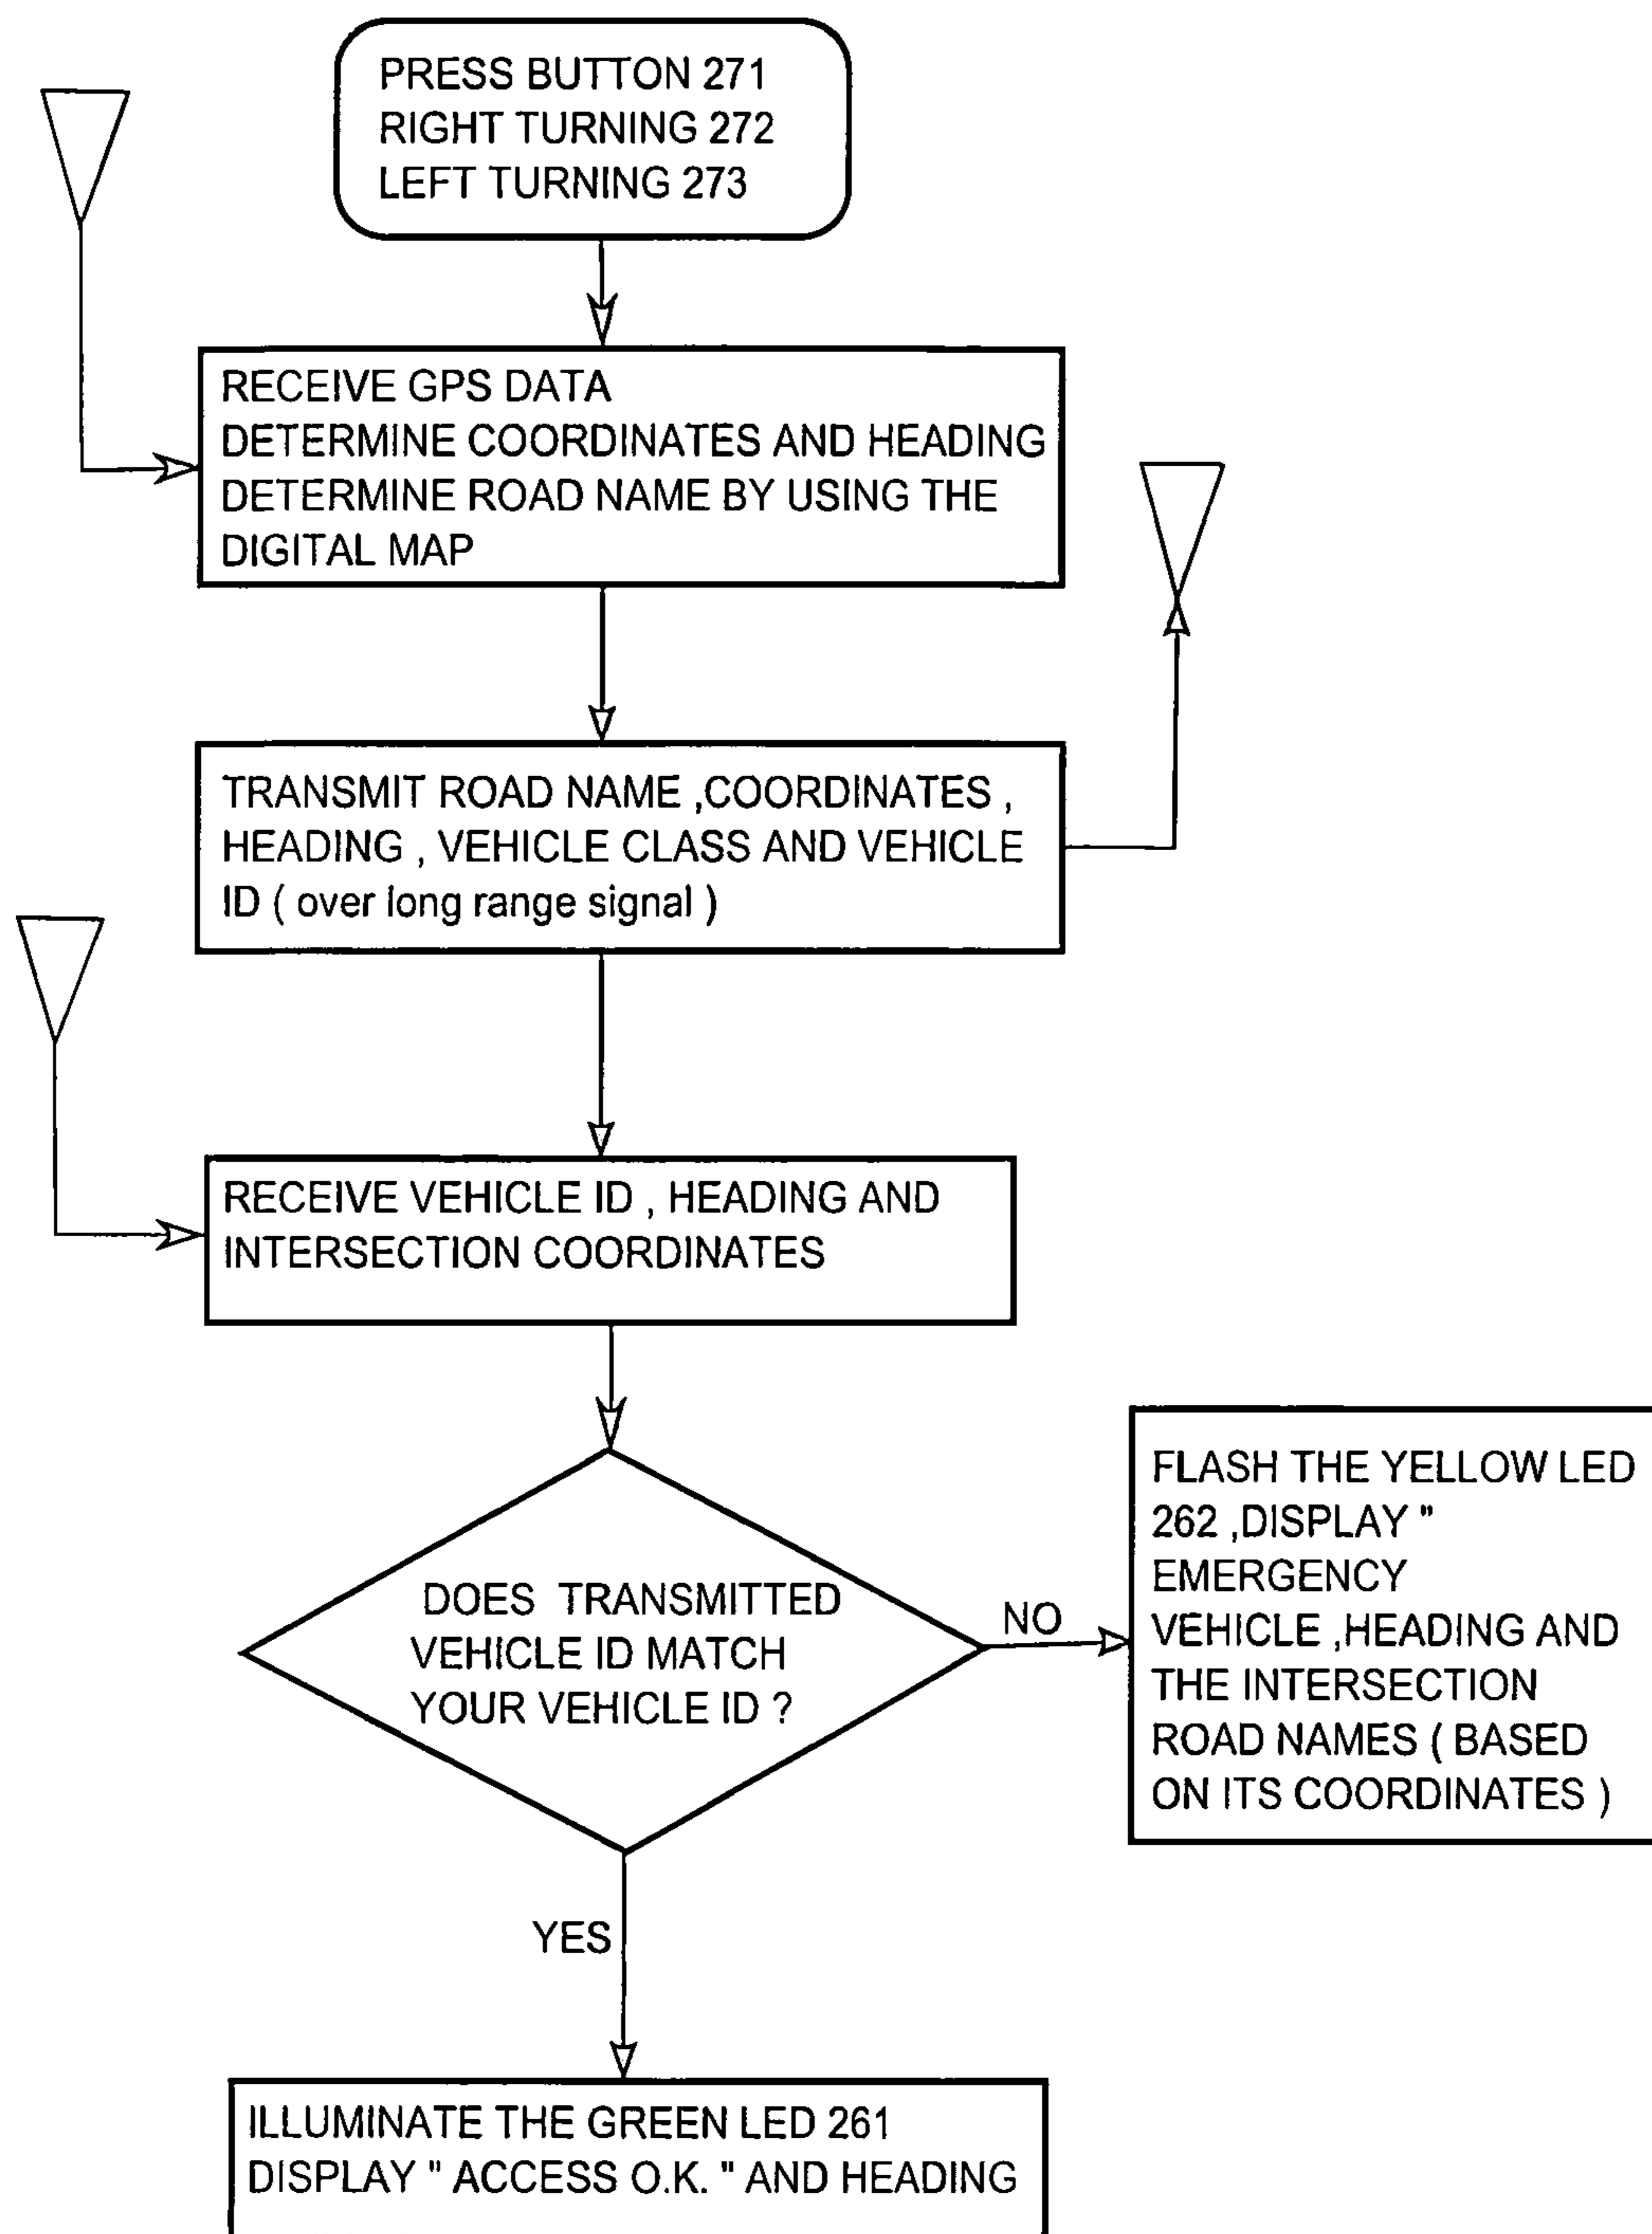 PRESS BUTTON 271
RIGHT TURNING 272
LEFT TURNING 273
RECEIVE GPS DATA
DETERMINE COORDINATES AND HEADING
DETERMINE ROAD NAME BY USING THE
DIGITAL MAP
TRANSMIT ROAD NAME ,COORDINATES ,
HEADING , VEHICLE CLASS AND VEHICLE
ID ( over long range signal )
RECEIVE VEHICLE ID , HEADING AND
INTERSECTION COORDINATES
DOES TRANSMITTED
VEHICLE ID MATCH
YOUR VEHICLE ID ?
NO
FLASH THE YELLOW LED
262 ,DISPLAY "
EMERGENCY
VEHICLE ,HEADING AND
THE INTERSECTION
ROAD NAMES ( BASED
ON ITS COORDINATES )
YES
ILLUMINATE THE GREEN LED 261
DISPLAY " ACCESS O.K. " AND HEADING